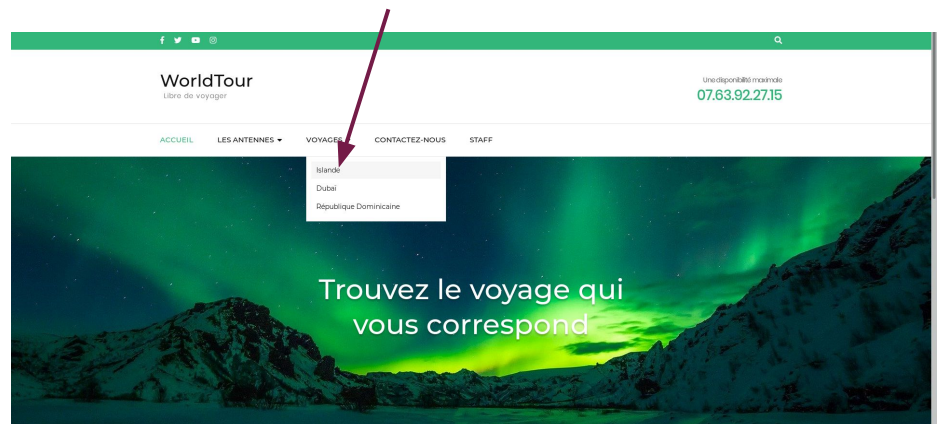 WorldTour
Libre de voyager
Une disponibilité maximale
07.63.92.27.15
ACCUEIL LES ANTENNES VOYAGES CONTACTEZ-NOUS STAFF
Islande
Dubaï
République Dominicaine
Trouvez le voyage qui
vous correspond